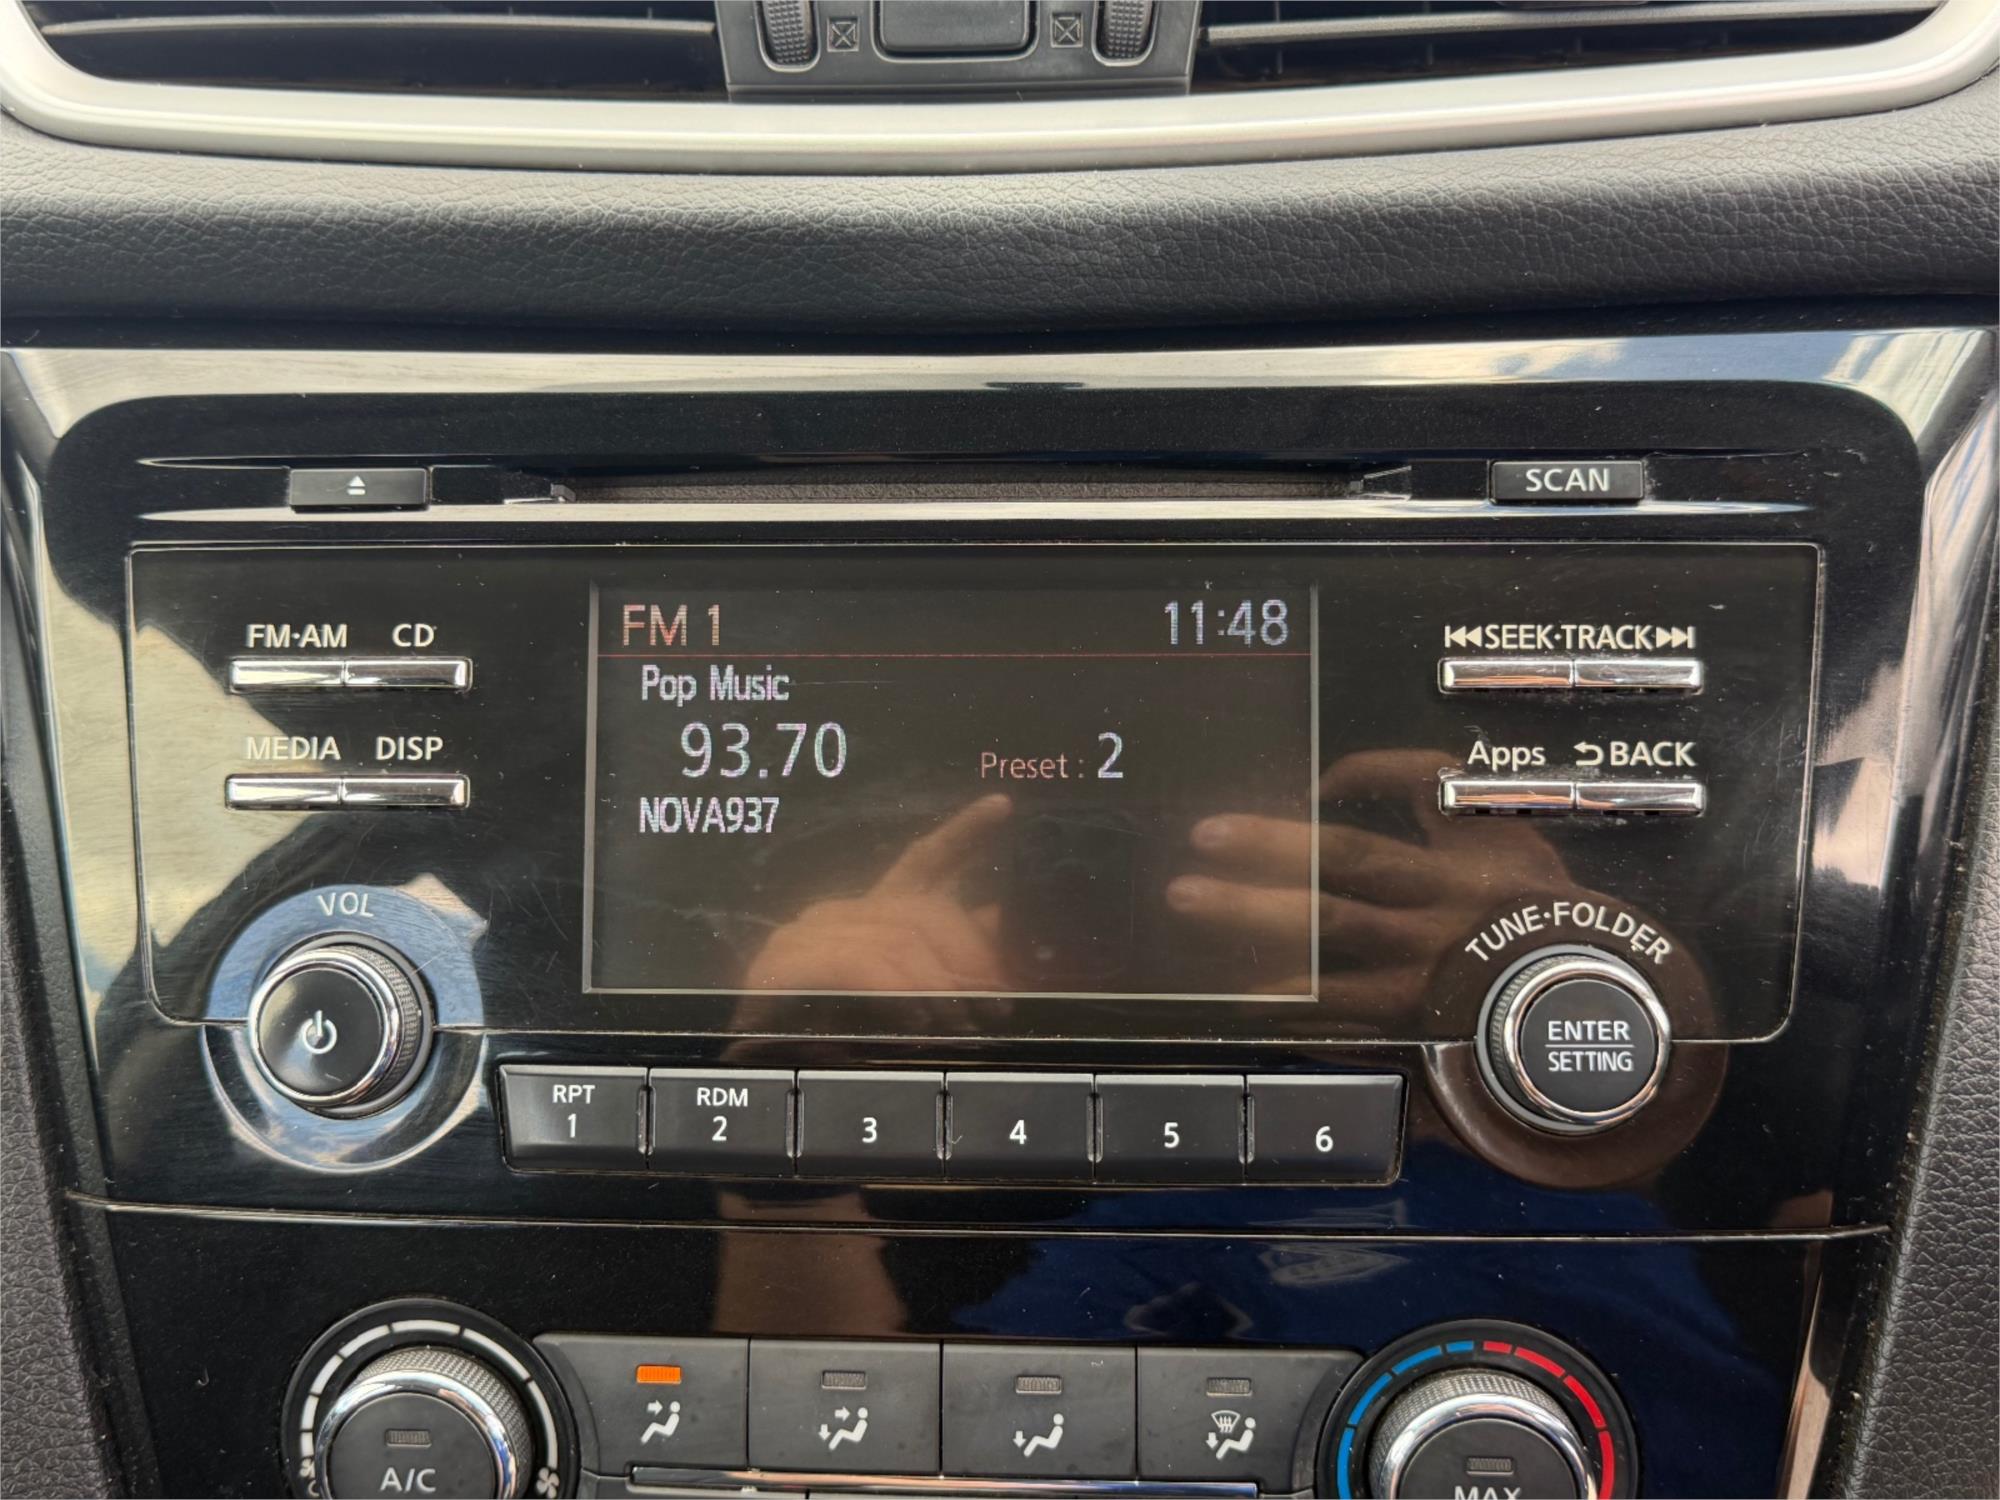 SCAN
FM 1 11:48
FM·AM CD
SEEK·TRACK
Pop Music
93.70
Preset : 2
MEDIA DISP
Apps BACK
NOVA937
VOL
TUNE·FOLDER
ENTER
SETTING
RPT
1
RDM
2
3
4
5
6
A/C
MAX